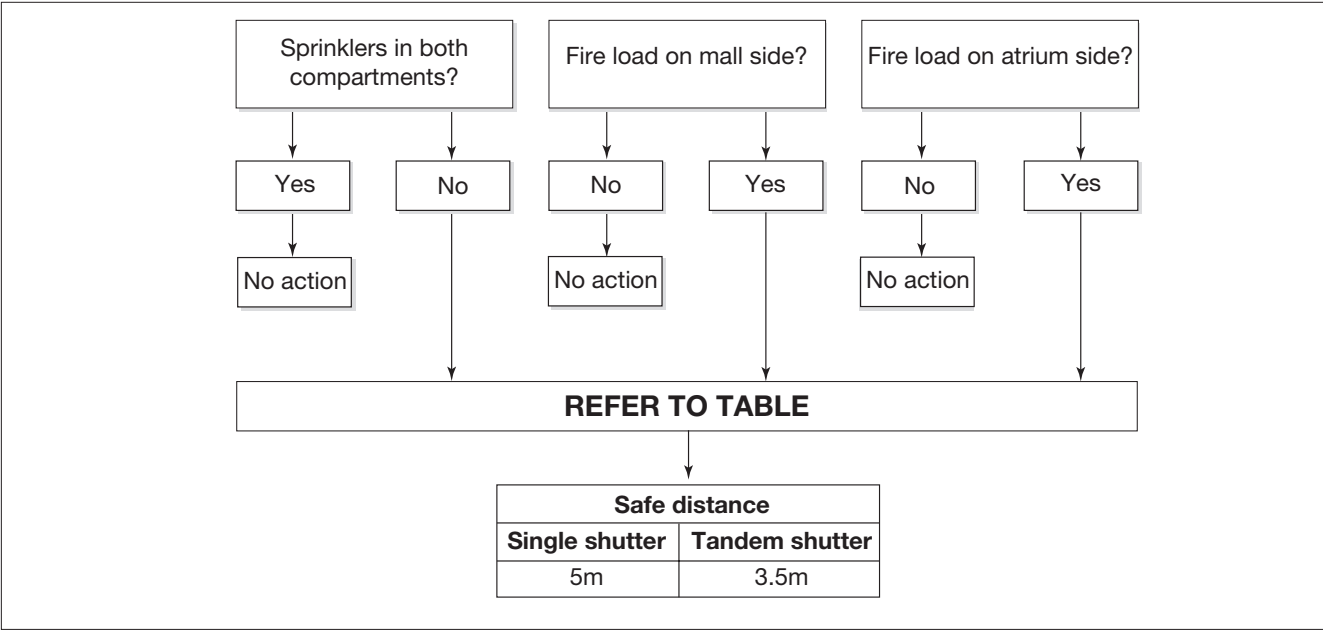 Sprinklers in both
compartments?
Fire load on mall side?
Fire load on atrium side?
Yes
No
No
Yes
No
Yes
No action
No action
No action
REFER TO TABLE
Safe distance
Single shutter
Tandem shutter
5m
3.5m